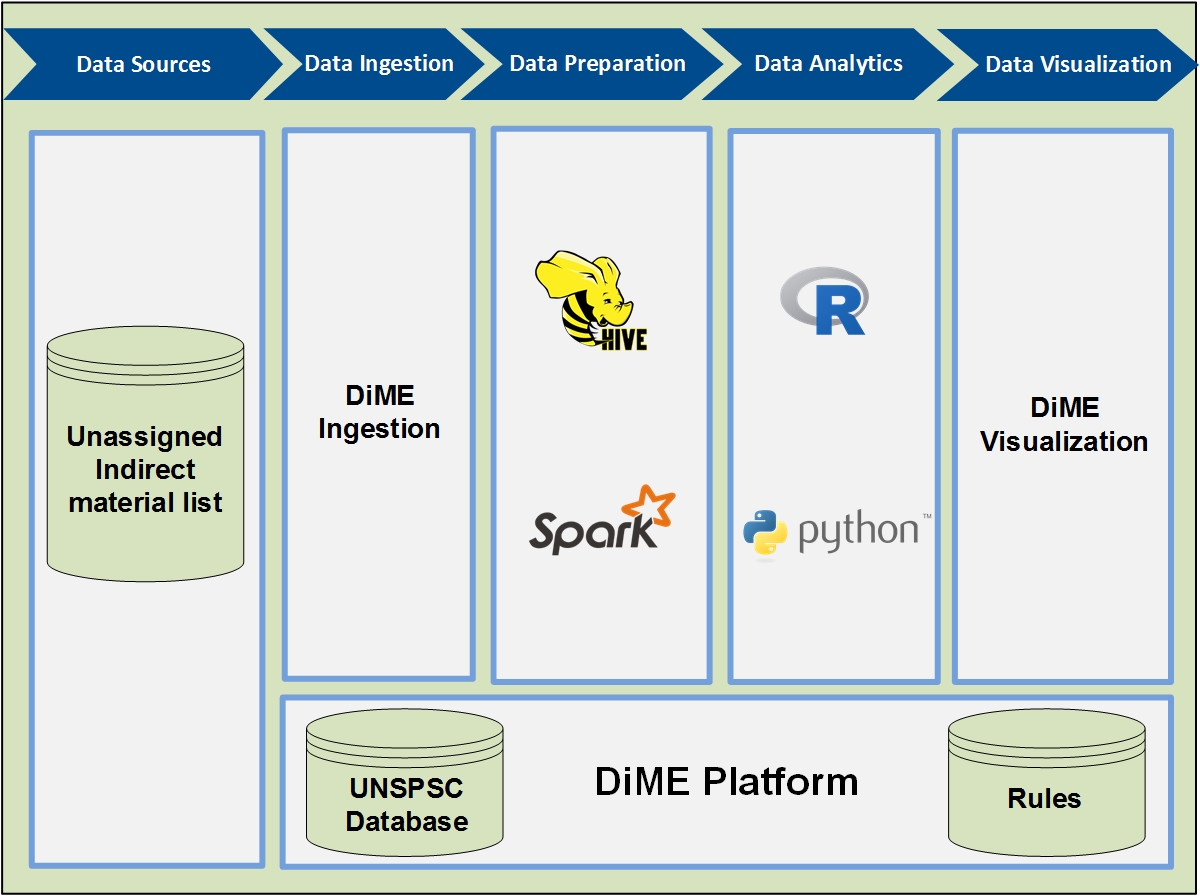 Data Sources
Data Ingestion
Data Preparation
Data Analytics
Data Visualization
Unassigned
Indirect
material list
DiME
Ingestion
HIVE
Spark
R
python™
DiME
Visualization
UNSPSC
Database
DiME Platform
Rules